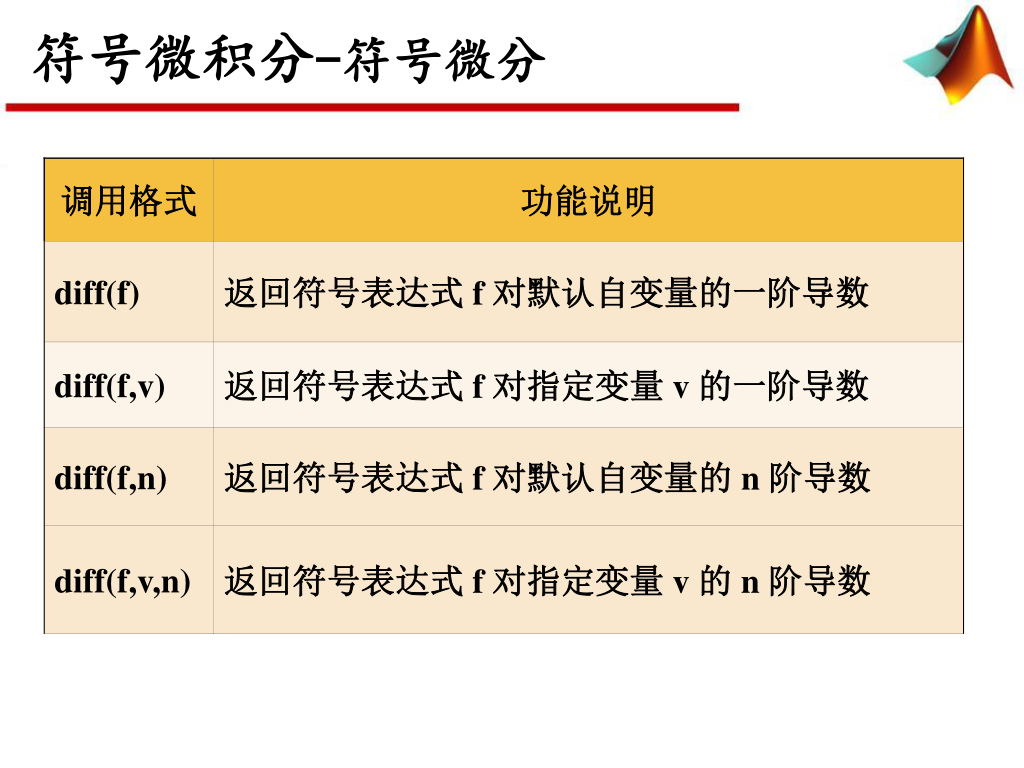 符号微积分-符号微分
调用格式 功能说明
diff(f) 返回符号表达式 f 对默认自变量的一阶导数
diff(f,v) 返回符号表达式 f 对指定变量 v 的一阶导数
diff(f,n) 返回符号表达式 f 对默认自变量的 n 阶导数
diff(f,v,n) 返回符号表达式 f 对指定变量 v 的 n 阶导数